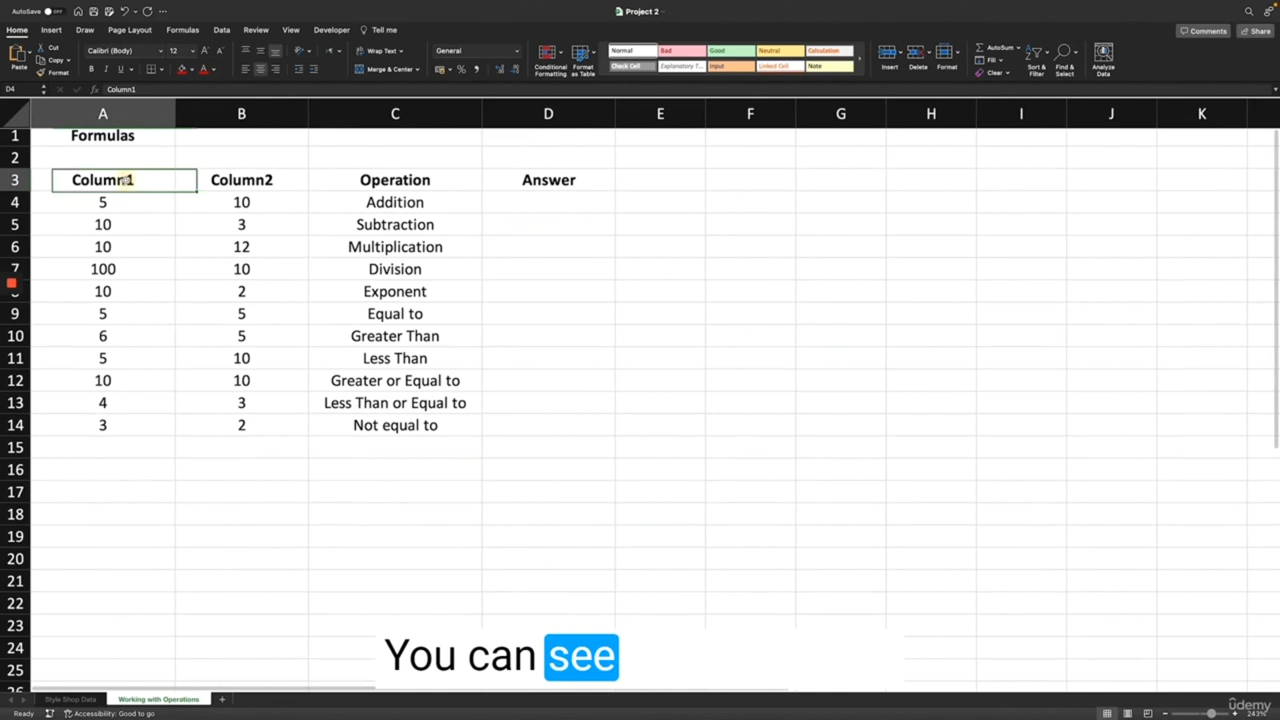 AutoSave OFF
Project 2
Home Insert Draw Page Layout Formulas Data Review View Developer Tell me
Comments Share
Paste Cut Copy Format
Calibri (Body) 12
B
Wrap Text
Merge & Center
General
Conditional Formatting
Format as Table
Normal Bad Good Neutral Calculation
Check Cell Explanatory T... Input Linked Cell Note
Insert Delete Format
AutoSum Fill Clear
Sort & Filter
Find & Select
Analyze Data
D4 fx Column1
A B C D E F G H I J K
1 Formulas
2
3 Column1 Column2 Operation Answer
4 5 10 Addition
5 10 3 Subtraction
6 10 12 Multiplication
7 100 10 Division
10 2 Exponent
9 5 5 Equal to
10 6 5 Greater Than
11 5 10 Less Than
12 10 10 Greater or Equal to
13 4 3 Less Than or Equal to
14 3 2 Not equal to
15
16
17
18
19
20
21
22
23
24
25
26
You can see
Style Shop Data Working with Operations +
Ready Accessibility: Good to go
243%
udemy